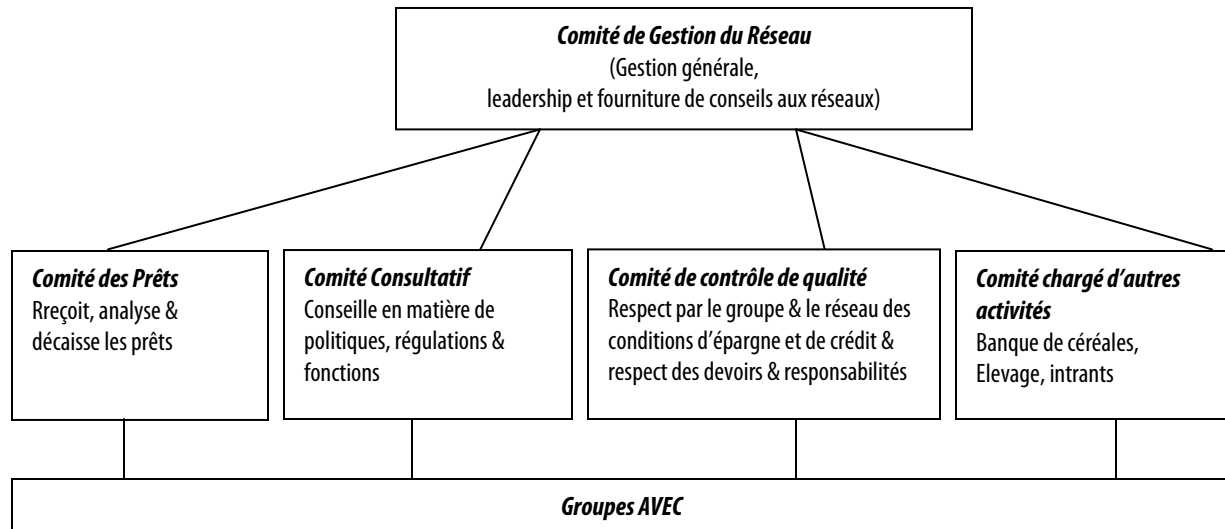 Comité de Gestion du Réseau
(Gestion générale,
leadership et fourniture de conseils aux réseaux)
Comité des Prêts
Rreçoit, analyse &
décaisse les prêts
Comité Consultatif
Conseille en matière de
politiques, régulations &
fonctions
Comité de contrôle de qualité
Respect par le groupe & le réseau des
conditions d'épargne et de crédit &
respect des devoirs & responsabilités
Comité chargé d'autres
activités
Banque de céréales,
Elevage, intrants
Groupes AVEC